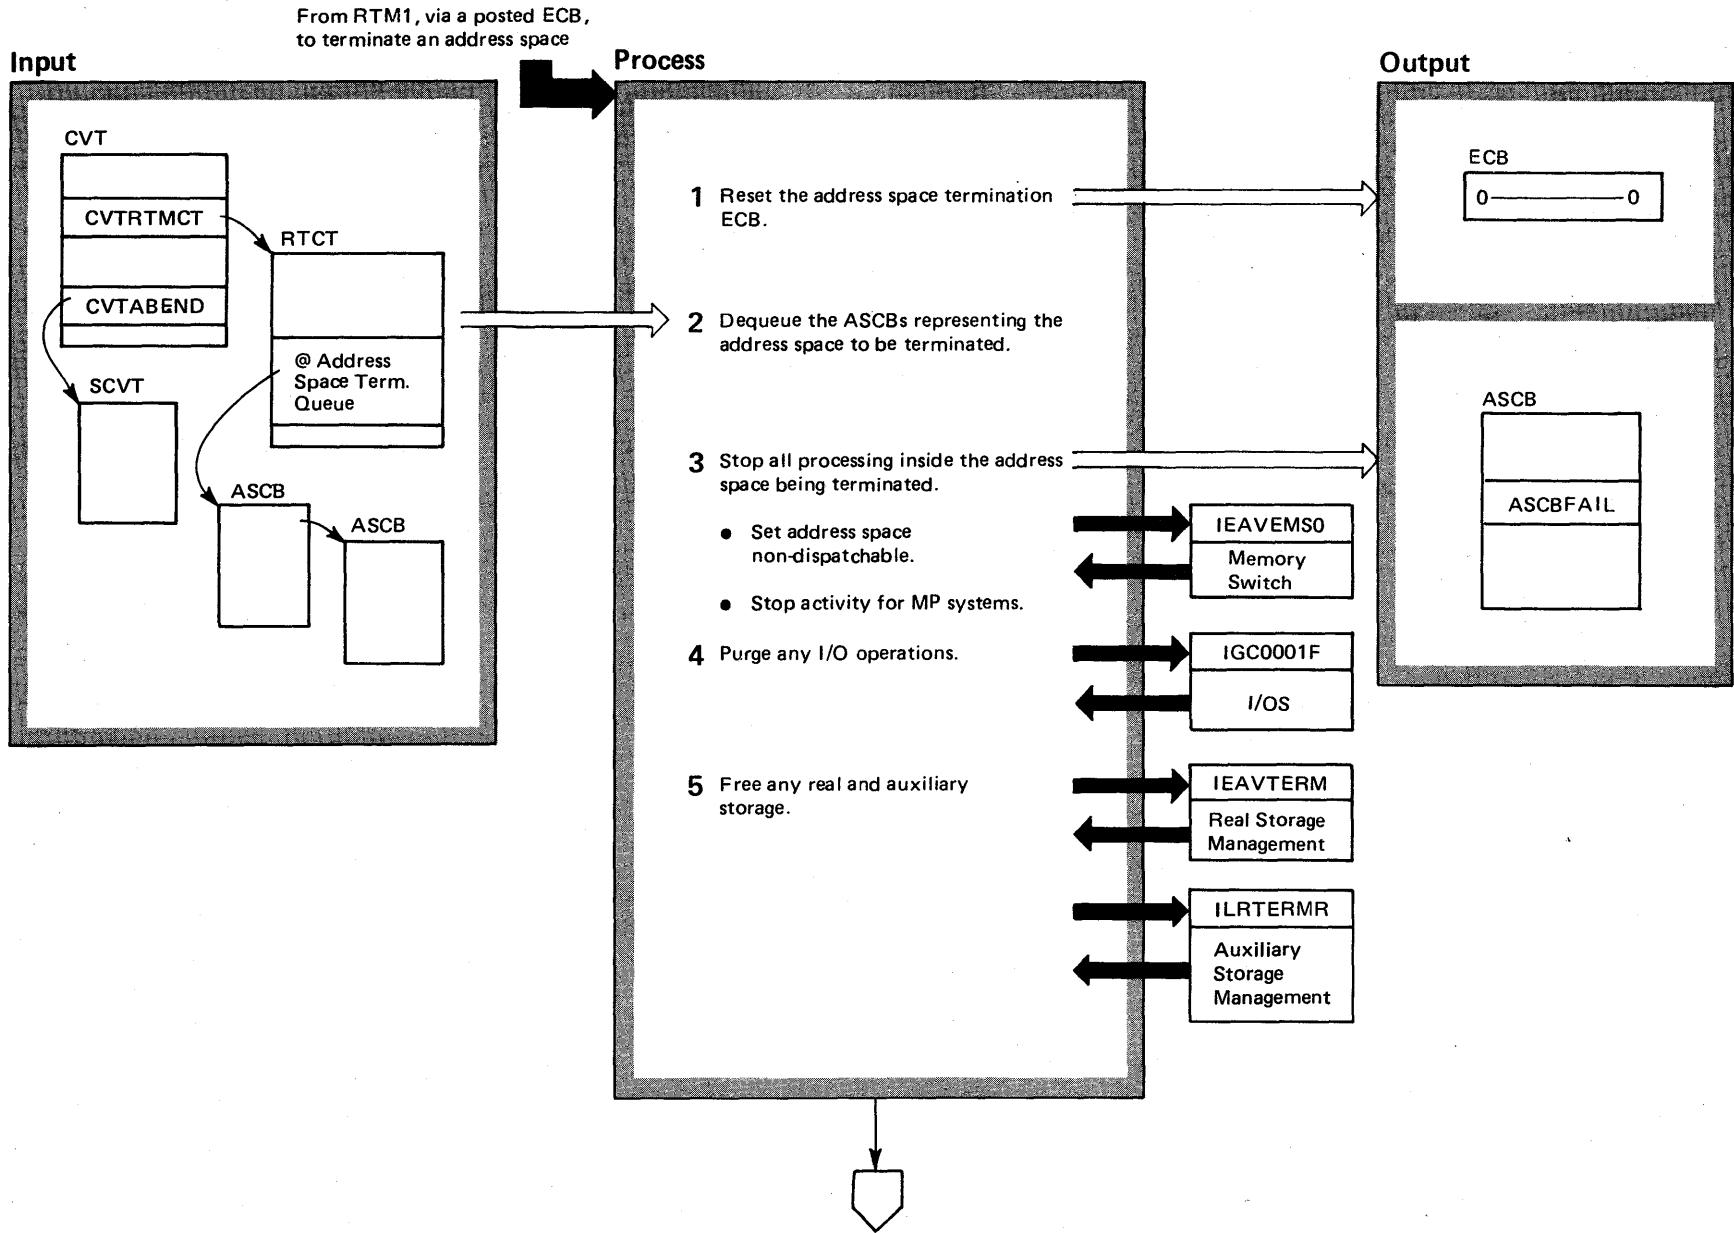 From RTM1, via a posted ECB,
to terminate an address space
Input
Process
Output
CVT
CVTRTMCT
CVTABEND
RTCT
@ Address
Space Term.
Queue
SCVT
ASCB
ASCB
1 Reset the address space termination
ECB.
2 Dequeue the ASCBs representing the
address space to be terminated.
3 Stop all processing inside the address
space being terminated.
● Set address space
non-dispatchable.
● Stop activity for MP systems.
4 Purge any I/O operations.
5 Free any real and auxiliary
storage.
IEAVEMS0
Memory
Switch
IGC0001F
I/OS
IEAVTERM
Real Storage
Management
ILRTERMR
Auxiliary
Storage
Management
ECB
0 0
ASCB
ASCBFAIL